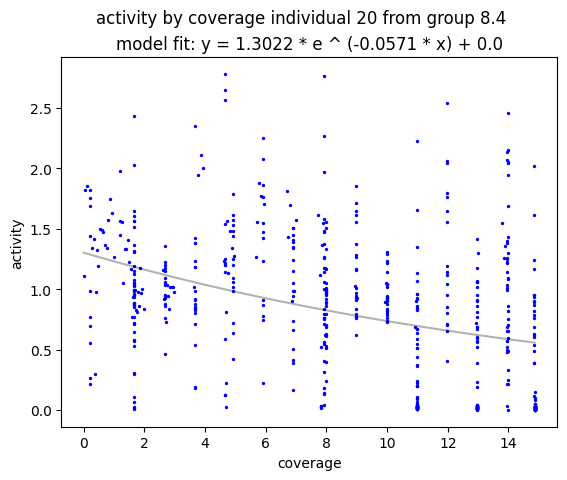 activity by coverage individual 20 from group 8.4
model fit: y = 1.3022 * e ^ (-0.0571 * x) + 0.0
2.5
2.0
1.5
1.0
0.5
0.0
activity
0 2 4 6 8 10 12 14
coverage